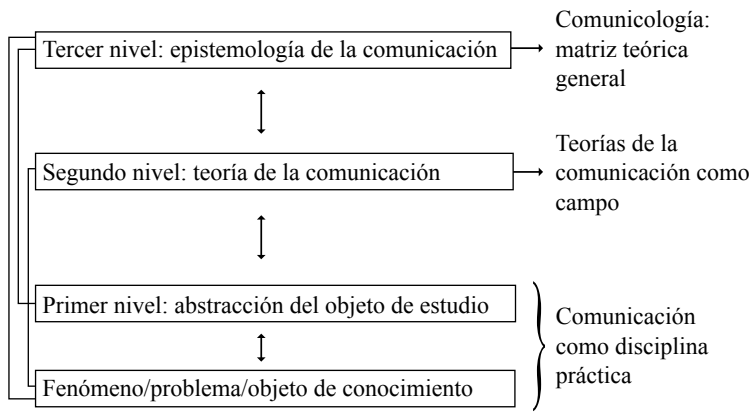 Tercer nivel: epistemología de la comunicación
Comunicología:
matriz teórica
general
Segundo nivel: teoría de la comunicación
Teorías de la
comunicación como
campo
Primer nivel: abstracción del objeto de estudio
Fenómeno/problema/objeto de conocimiento
Comunicación
como disciplina
práctica